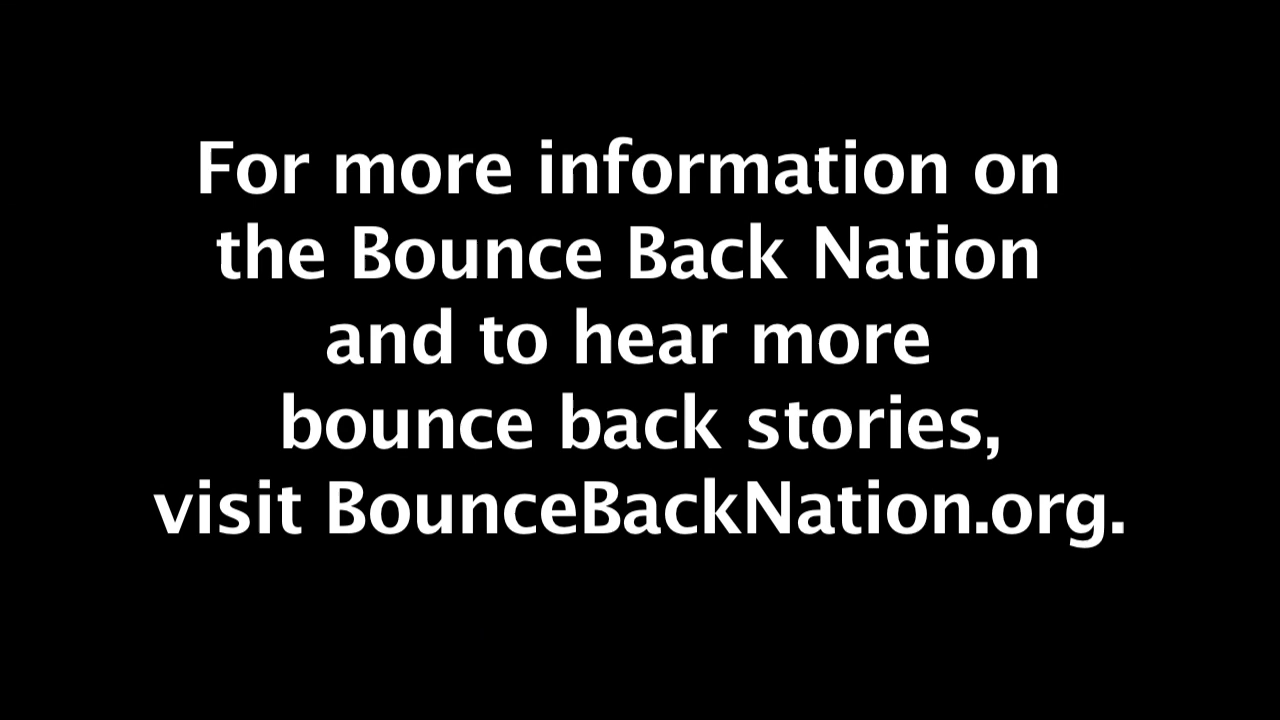 For more information on
the Bounce Back Nation
and to hear more
bounce back stories,
visit BounceBackNation.org.